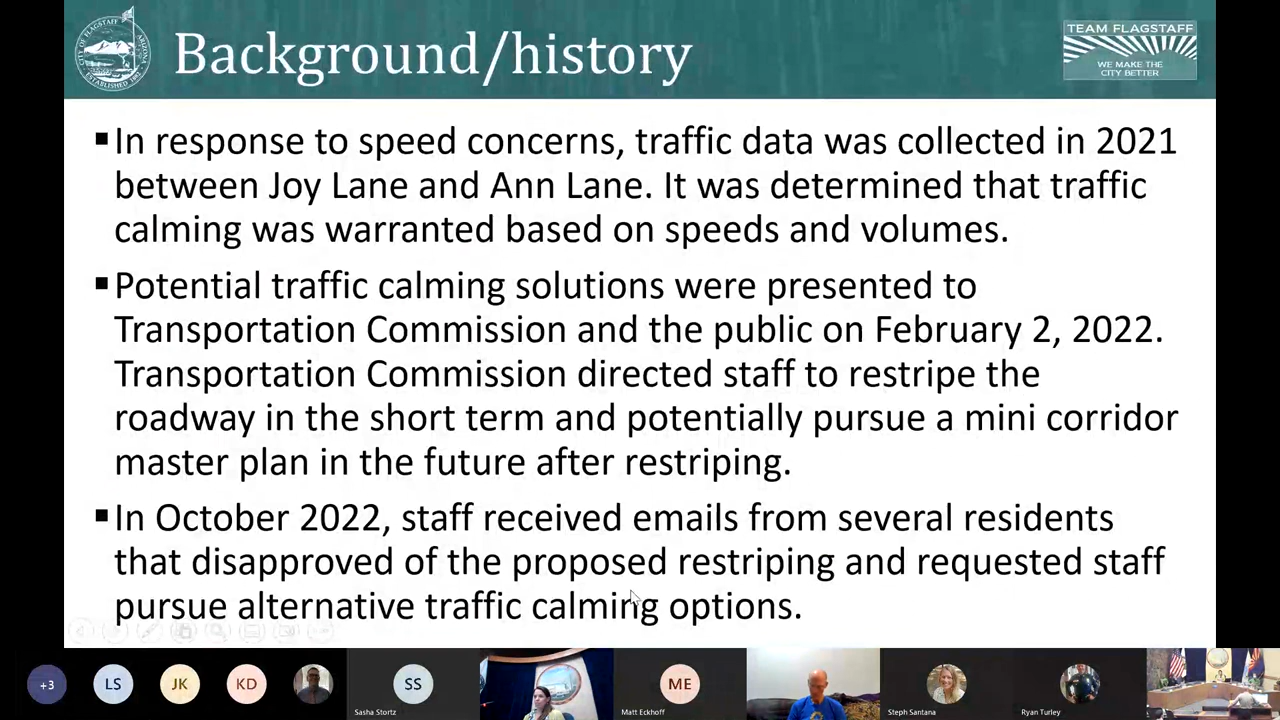 CITY OF FLAGSTAFF ARIZONA
ESTABLISHED 1882
Background/history
TEAM FLAGSTAFF
WE MAKE THE
CITY BETTER
▪In response to speed concerns, traffic data was collected in 2021
between Joy Lane and Ann Lane. It was determined that traffic
calming was warranted based on speeds and volumes.
▪Potential traffic calming solutions were presented to
Transportation Commission and the public on February 2, 2022.
Transportation Commission directed staff to restripe the
roadway in the short term and potentially pursue a mini corridor
master plan in the future after restriping.
▪In October 2022, staff received emails from several residents
that disapproved of the proposed restriping and requested staff
pursue alternative traffic calming options.
+3
LS
JK
KD
SS
ME
Sasha Stortz
Matt Eckhoff
Steph Santana
Ryan Turley